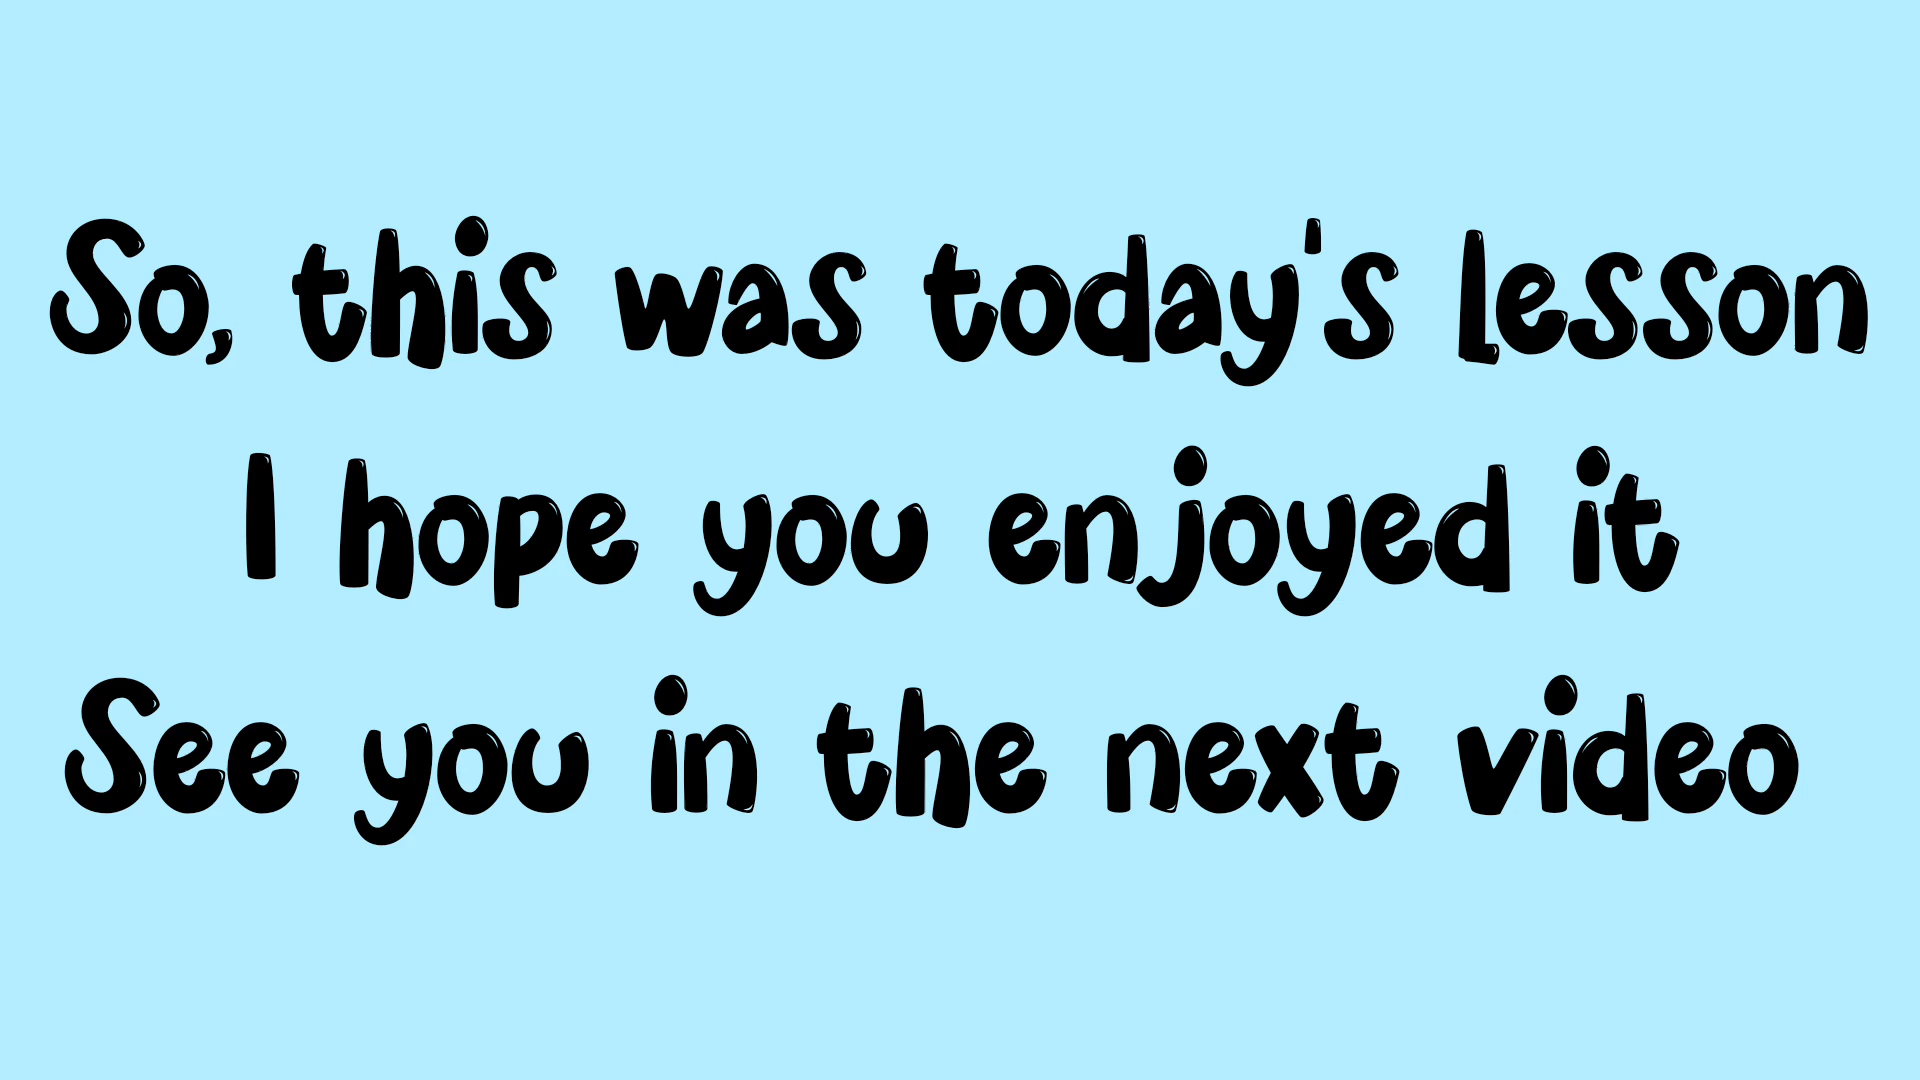 So, this was today's lesson
I hope you enjoyed it
See you in the next video